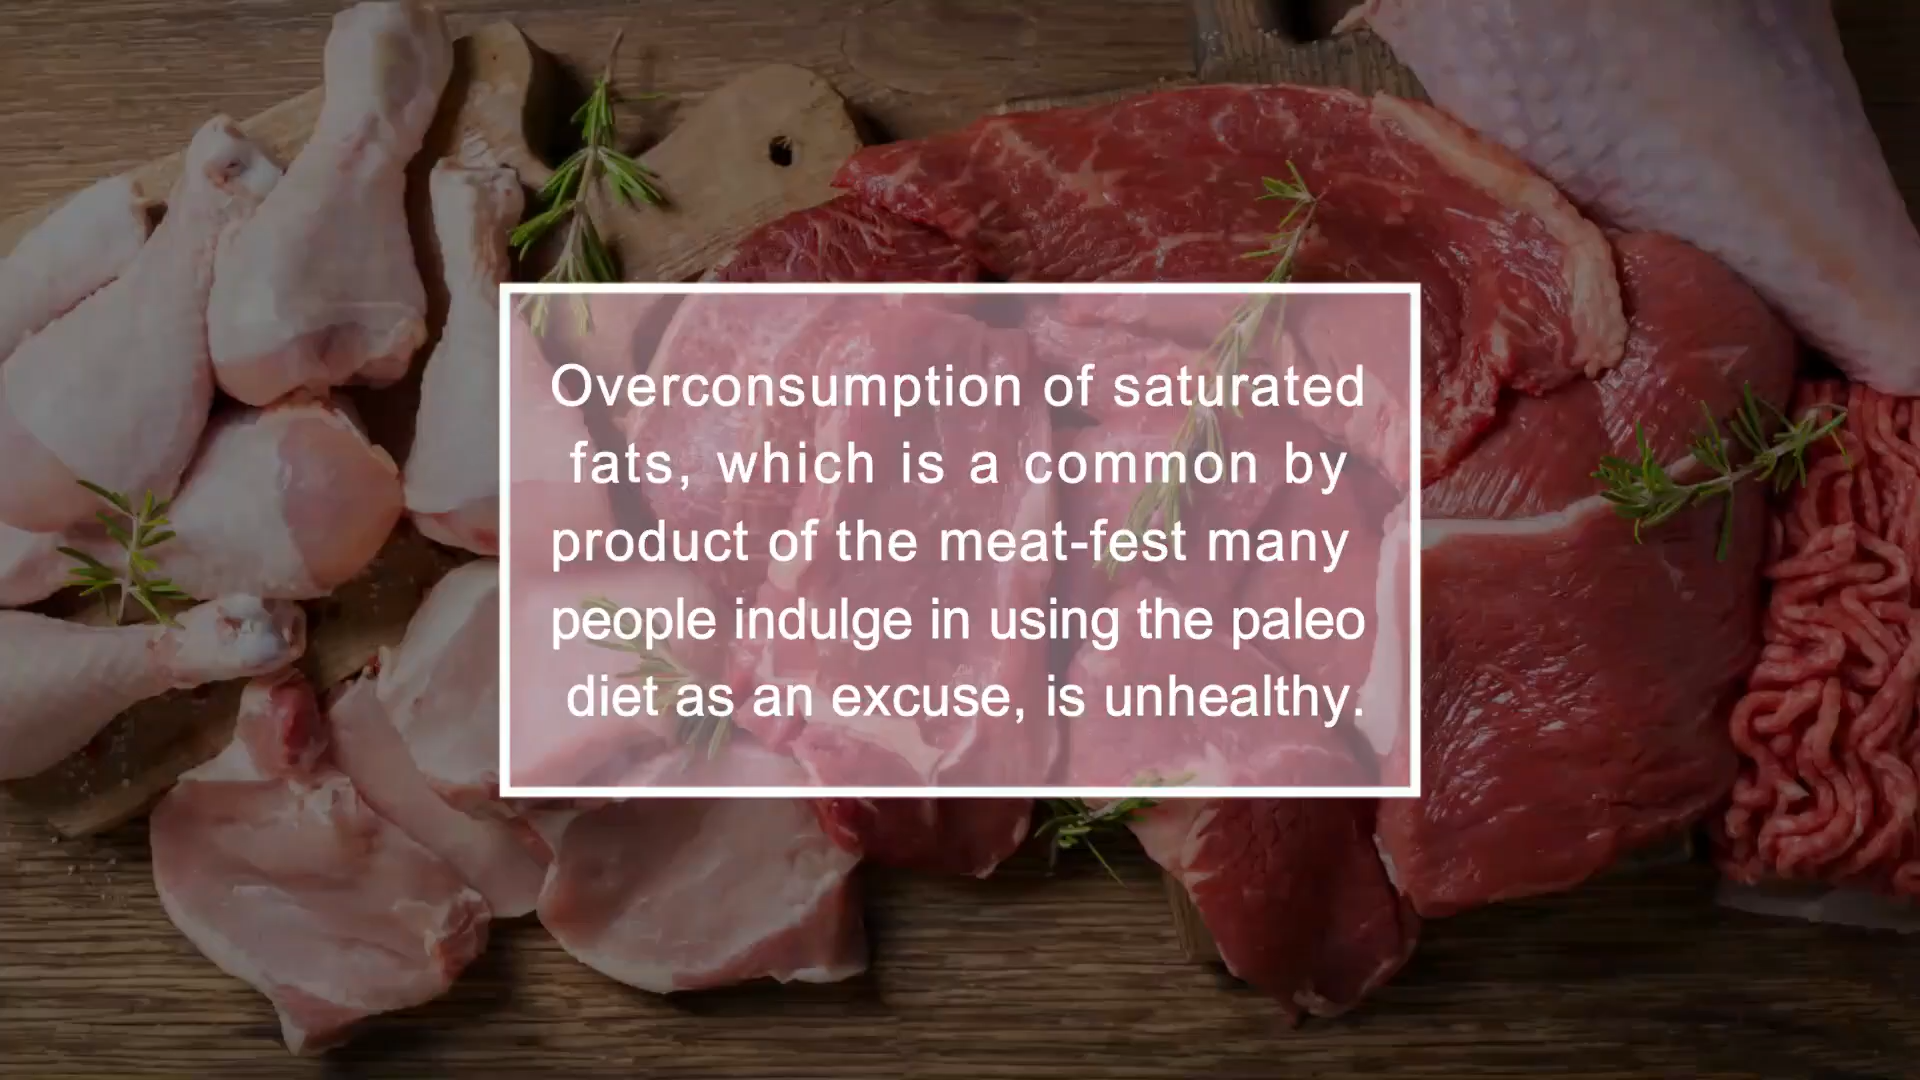 Overconsumption of saturated
fats, which is a common by
product of the meat-fest many
people indulge in using the paleo
diet as an excuse, is unhealthy.